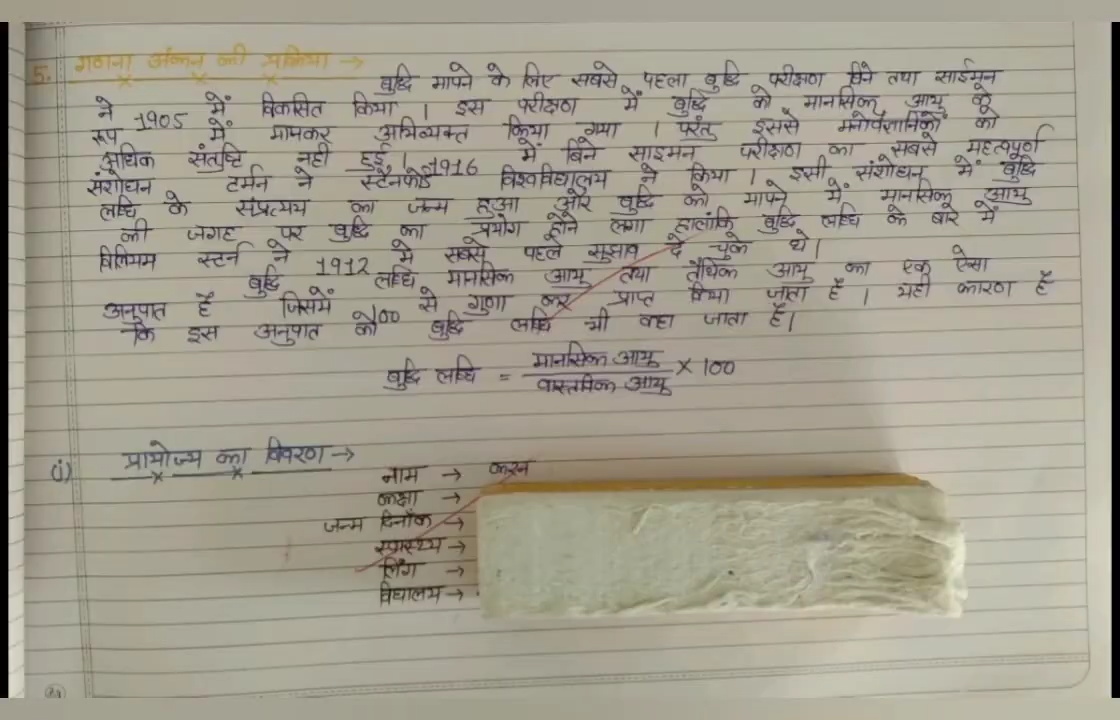 5. गणना अंकन की प्रक्रिया →
बुद्धि मापने के लिए सबसे पहला बुद्धि परीक्षण बिने तथा साईमन
ने 1905 में विकसित किया । इस परीक्षण में बुद्धि को मानसिक आयु के
रूप में मापकर अभिव्यक्त किया गया । परंतु इससे मनोवैज्ञानिकों को
अधिक संतुष्टि नही हुई । 1916 में बिने साइमन परीक्षण का सबसे महत्वपूर्ण
संशोधन टर्मन ने स्टैनफोर्ड विश्वविद्यालय ने किया । इसी संशोधन में बुद्धि
लब्धि के संप्रत्यय का जन्म हुआ और बुद्धि को मापने में मानसिक आयु
की जगह पर बुद्धि का प्रयोग होने लगा हालांकि बुद्धि लब्धि के बारे में
विलियम स्टर्न ने 1912 मे सबसे पहले सुझाव दे चुके थे।
बुद्धि लब्धि मानसिक आयु तथा तैथिक आयु का एक ऐसा
अनुपात है जिसमें 100 से गुणा कर प्राप्त किया जाता है । यही कारण है
कि इस अनुपात को बुद्धि लब्धि भी कहा जाता है।
बुद्धि लब्धि = मानसिक आयु / वास्तविक आयु × 100
(i) प्रायोज्य का विवरण →
नाम → करन
कक्षा →
जन्म दिनाँक →
स्वास्थ्य →
लिंग →
विद्यालय →